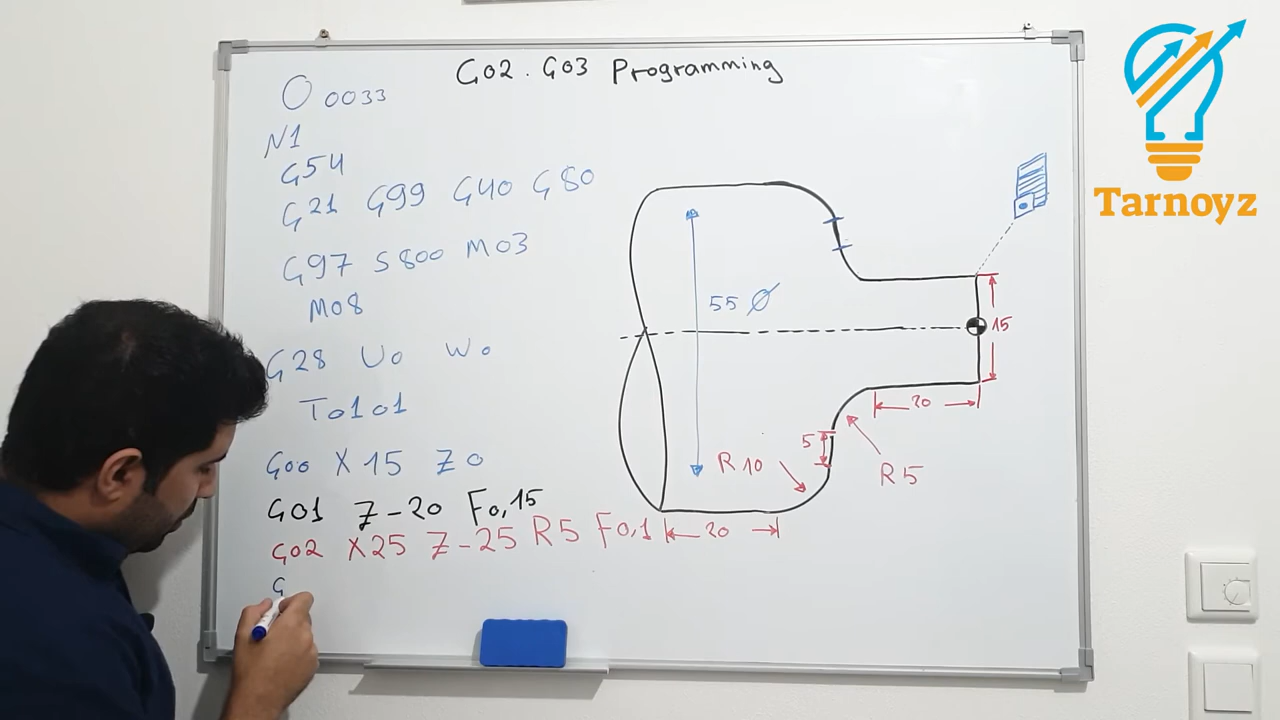 G02 . G03 Programming
O 0033
N1
G54
G21 G99 G40 G80
G97 S800 M03
M08
G28 U0 W0
T0101
G00 X15 Z0
G01 Z-20 F0,15
G02 X25 Z-25 R5 F0,1
G
55 Ø
15
20
5
R10
R5
20
Tarnoyz